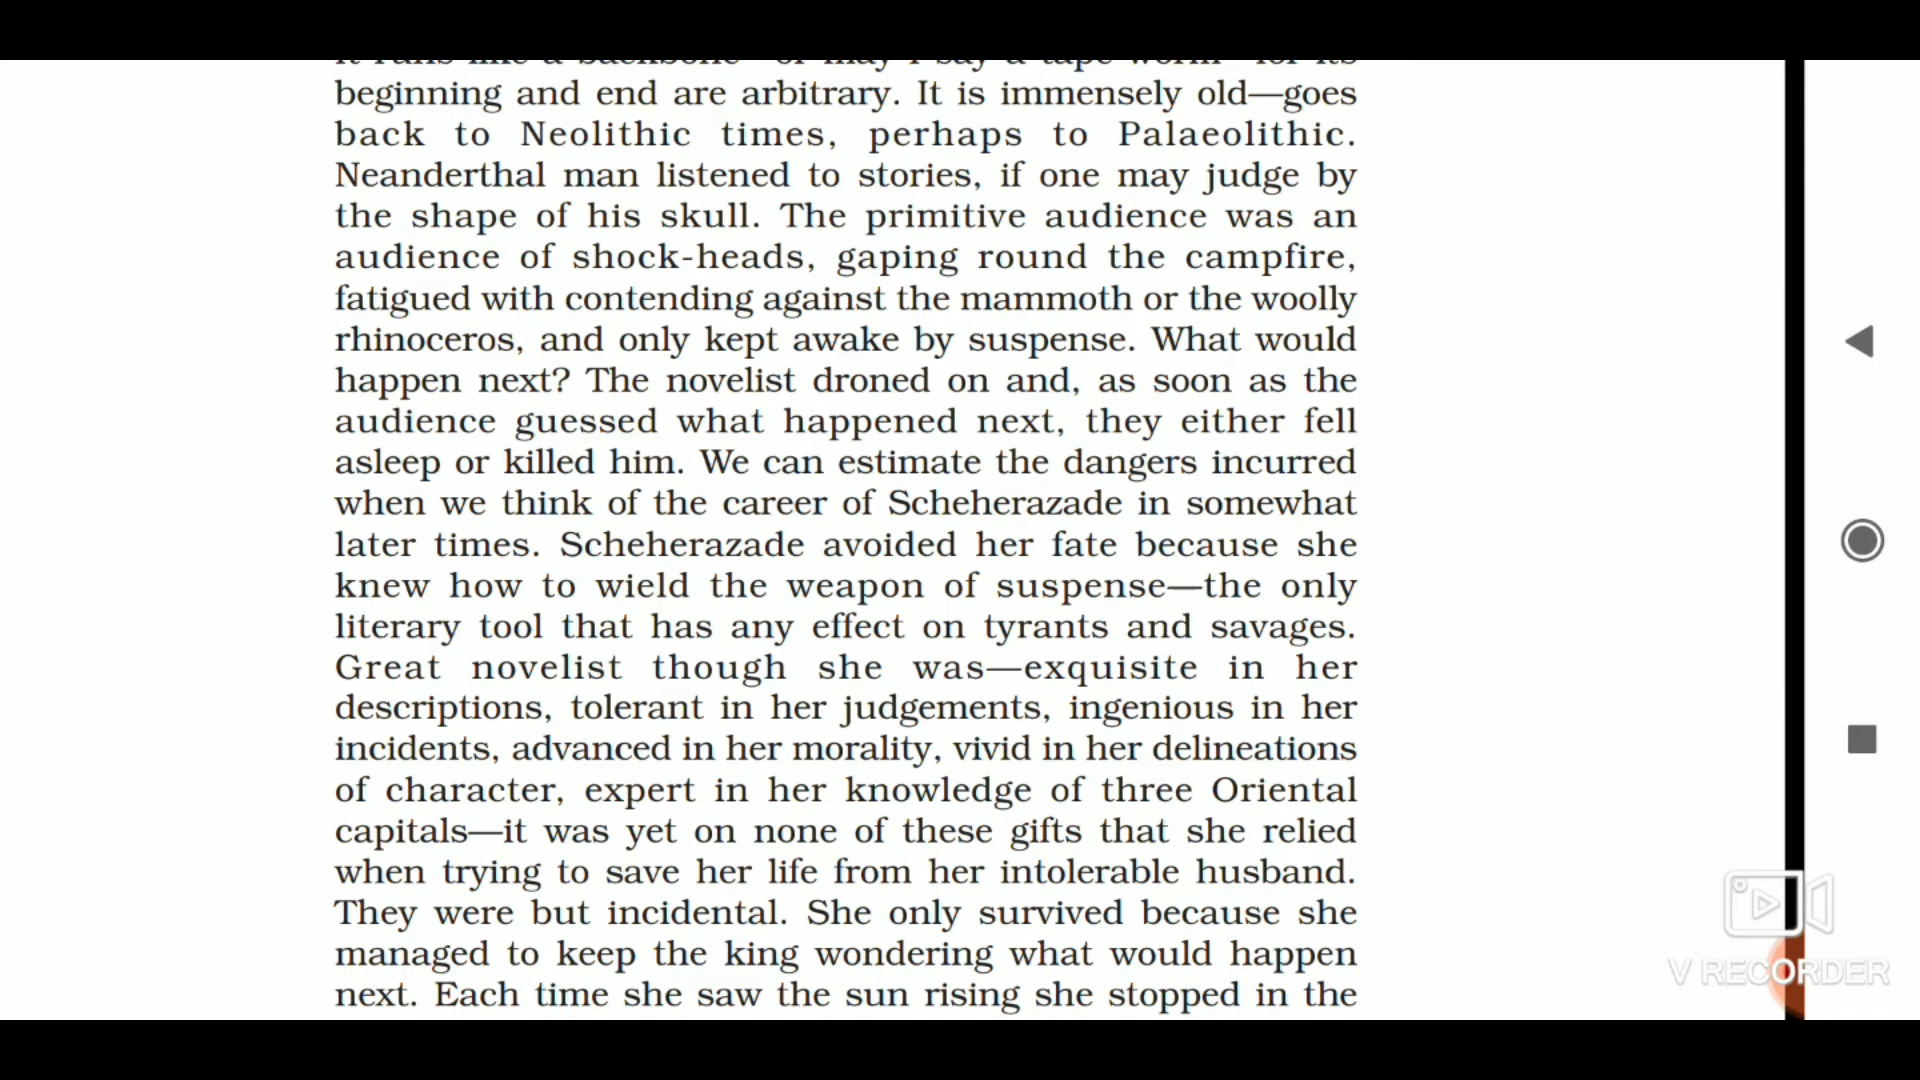 it runs like a backbone—or may I say a tape-worm—for its
beginning and end are arbitrary. It is immensely old—goes
back to Neolithic times, perhaps to Palaeolithic.
Neanderthal man listened to stories, if one may judge by
the shape of his skull. The primitive audience was an
audience of shock-heads, gaping round the campfire,
fatigued with contending against the mammoth or the woolly
rhinoceros, and only kept awake by suspense. What would
happen next? The novelist droned on and, as soon as the
audience guessed what happened next, they either fell
asleep or killed him. We can estimate the dangers incurred
when we think of the career of Scheherazade in somewhat
later times. Scheherazade avoided her fate because she
knew how to wield the weapon of suspense—the only
literary tool that has any effect on tyrants and savages.
Great novelist though she was—exquisite in her
descriptions, tolerant in her judgements, ingenious in her
incidents, advanced in her morality, vivid in her delineations
of character, expert in her knowledge of three Oriental
capitals—it was yet on none of these gifts that she relied
when trying to save her life from her intolerable husband.
They were but incidental. She only survived because she
managed to keep the king wondering what would happen
next. Each time she saw the sun rising she stopped in the
V RECORDER